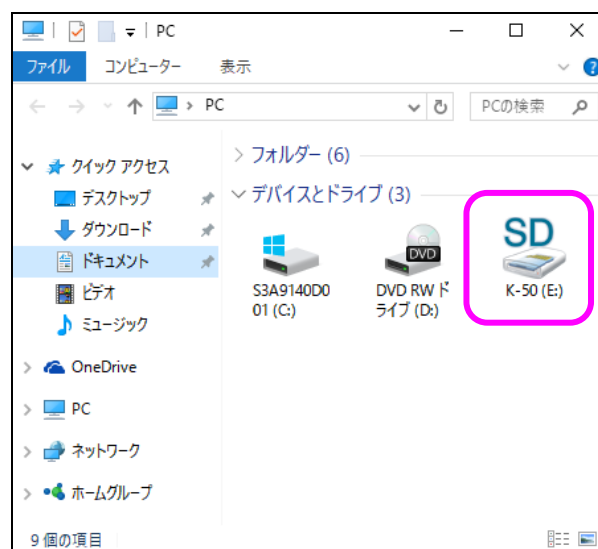 PC
ファイル コンピューター 表示
PC
PCの検索
クイック アクセス
デスクトップ
ダウンロード
ドキュメント
ビデオ
ミュージック
OneDrive
PC
ネットワーク
ホームグループ
フォルダー (6)
デバイスとドライブ (3)
S3A9140D0
01 (C:)
DVD
DVD RW ド
ライブ (D:)
SD
K-50 (E:)
9 個の項目